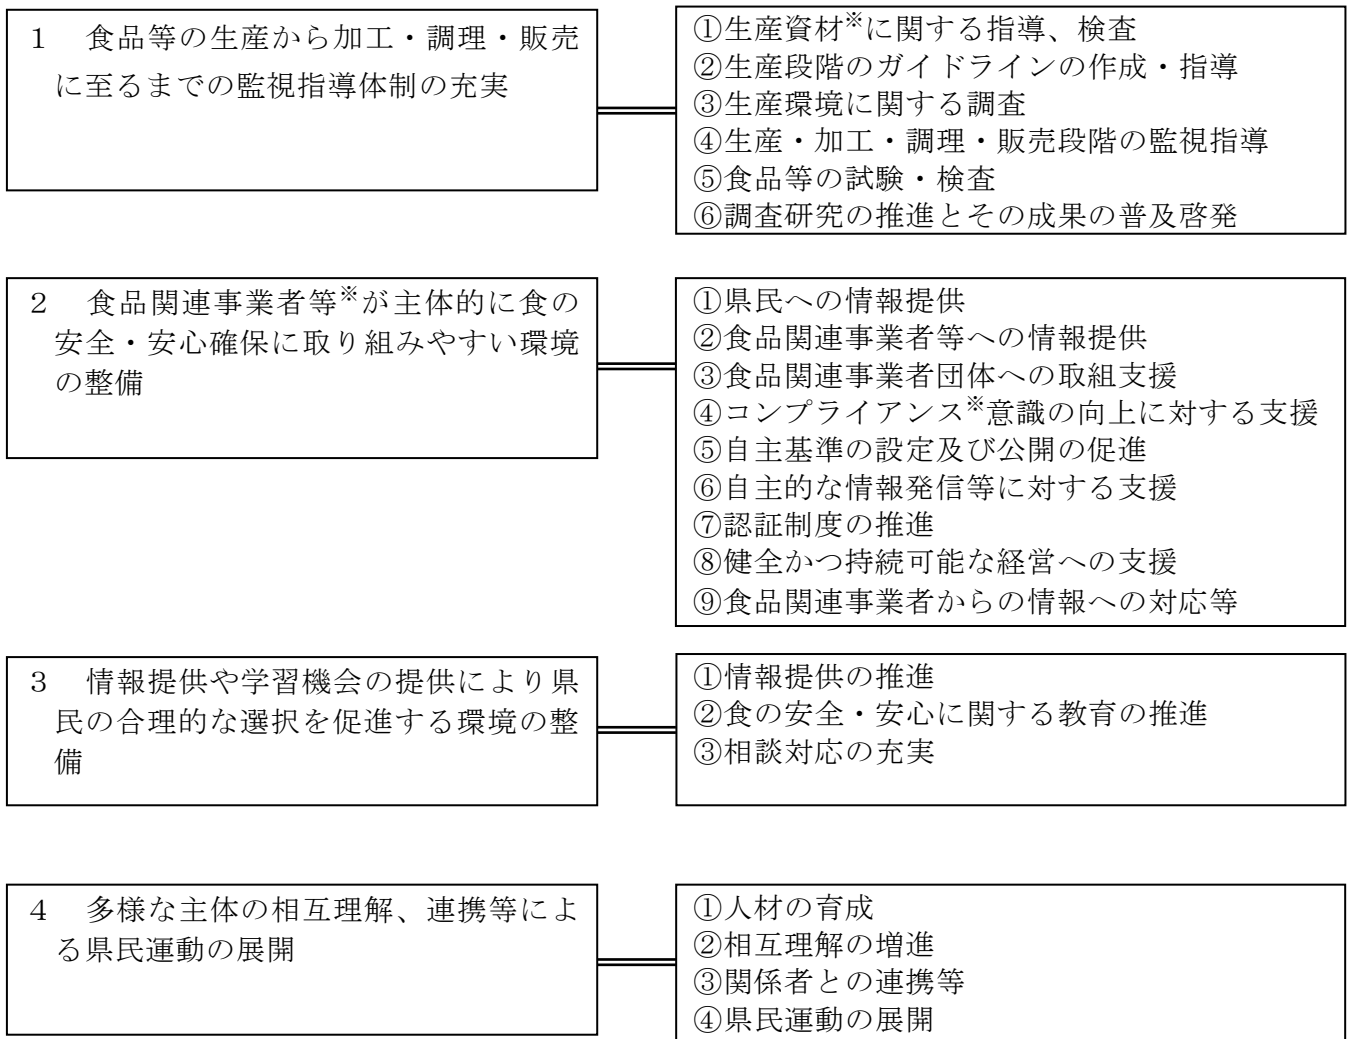 １　食品等の生産から加工・調理・販売
に至るまでの監視指導体制の充実
①生産資材※に関する指導、検査
②生産段階のガイドラインの作成・指導
③生産環境に関する調査
④生産・加工・調理・販売段階の監視指導
⑤食品等の試験・検査
⑥調査研究の推進とその成果の普及啓発
２　食品関連事業者等※が主体的に食の
安全・安心確保に取り組みやすい環境
の整備
①県民への情報提供
②食品関連事業者等への情報提供
③食品関連事業者団体への取組支援
④コンプライアンス※意識の向上に対する支援
⑤自主基準の設定及び公開の促進
⑥自主的な情報発信等に対する支援
⑦認証制度の推進
⑧健全かつ持続可能な経営への支援
⑨食品関連事業者からの情報への対応等
３　情報提供や学習機会の提供により県
民の合理的な選択を促進する環境の整
備
①情報提供の推進
②食の安全・安心に関する教育の推進
③相談対応の充実
４　多様な主体の相互理解、連携等によ
る県民運動の展開
①人材の育成
②相互理解の増進
③関係者との連携等
④県民運動の展開